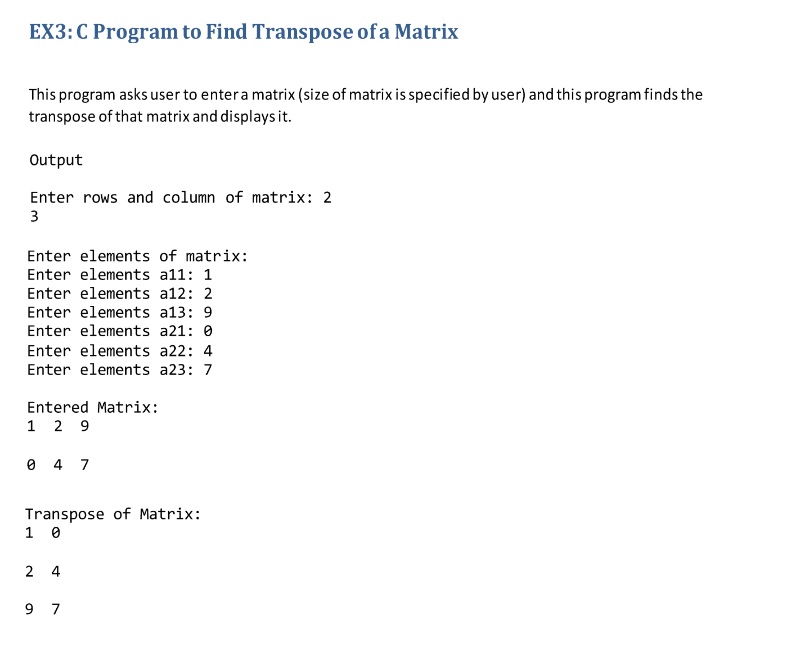 EX3: C Program to Find Transpose of a Matrix
This program asks user to enter a matrix (size of matrix is specified by user) and this program finds the
transpose of that matrix and displays it.
Output
Enter rows and column of matrix: 2
3
Enter elements of matrix:
Enter elements a11: 1
Enter elements a12: 2
Enter elements a13: 9
Enter elements a21: 0
Enter elements a22: 4
Enter elements a23: 7
Entered Matrix:
1 2 9
0 4 7
Transpose of Matrix:
1 0
2 4
9 7